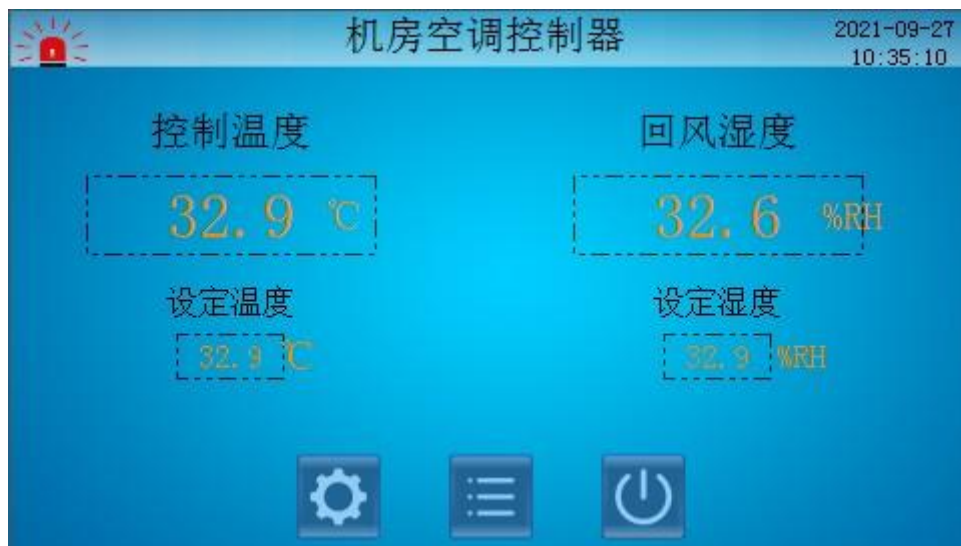 机房空调控制器
2021-09-27
10:35:10
控制温度
回风湿度
32.9 ℃
32.6 %RH
设定温度
设定湿度
32.9 ℃
32.9 %RH